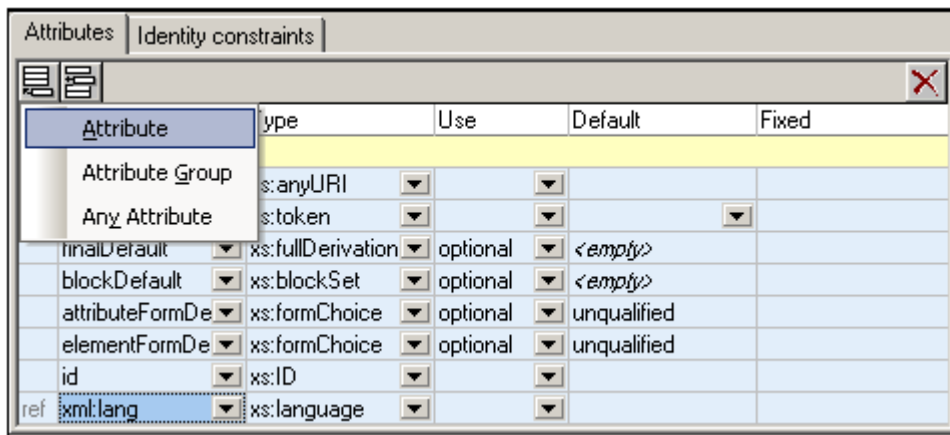 Attributes Identity constraints
Attribute
Attribute Group
Any Attribute
ype Use Default Fixed
s:anyURI
s:token
finalDefault xs:fullDerivation optional <empty>
blockDefault xs:blockSet optional <empty>
attributeFormDe xs:formChoice optional unqualified
elementFormDe xs:formChoice optional unqualified
id xs:ID
ref xml:lang xs:language